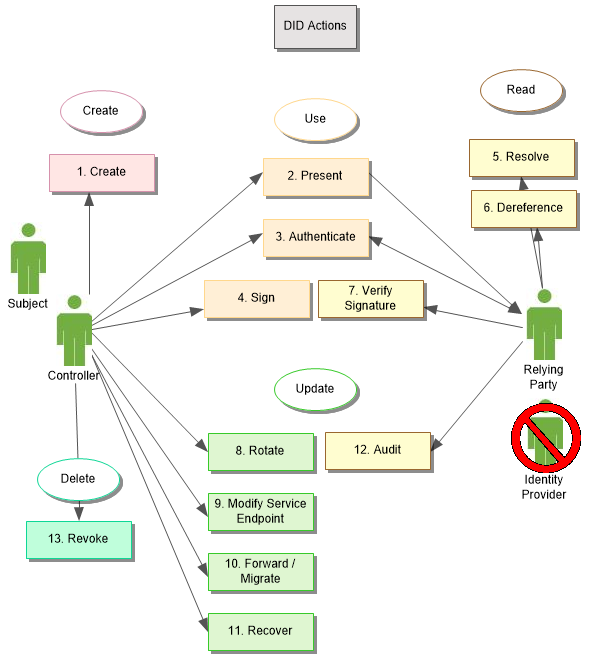 DID Actions
Create
Use
Read
1. Create
2. Present
5. Resolve
6. Dereference
3. Authenticate
4. Sign
7. Verify
Signature
Subject
Controller
Relying
Party
Update
8. Rotate
12. Audit
Identity
Provider
Delete
9. Modify Service
Endpoint
13. Revoke
10. Forward /
Migrate
11. Recover